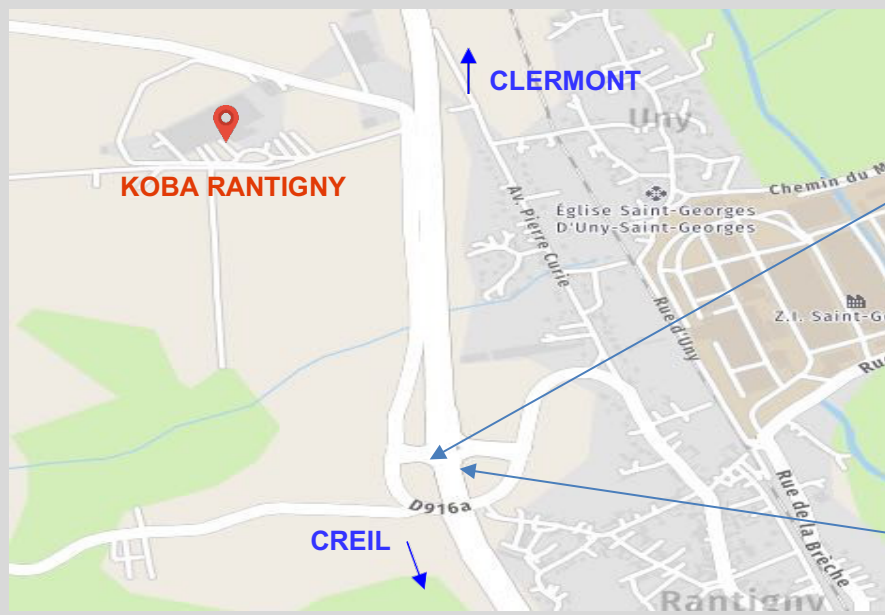 CLERMONT
Uny
KOBA RANTIGNY
Chemin du M
Église Saint-Georges
D'Uny-Saint-Georges
Av. Pierre Curie
Rue d'Uny
Z.I. Saint-G
Rue
D916a
CREIL
Rue de la Brèche
Rantigny